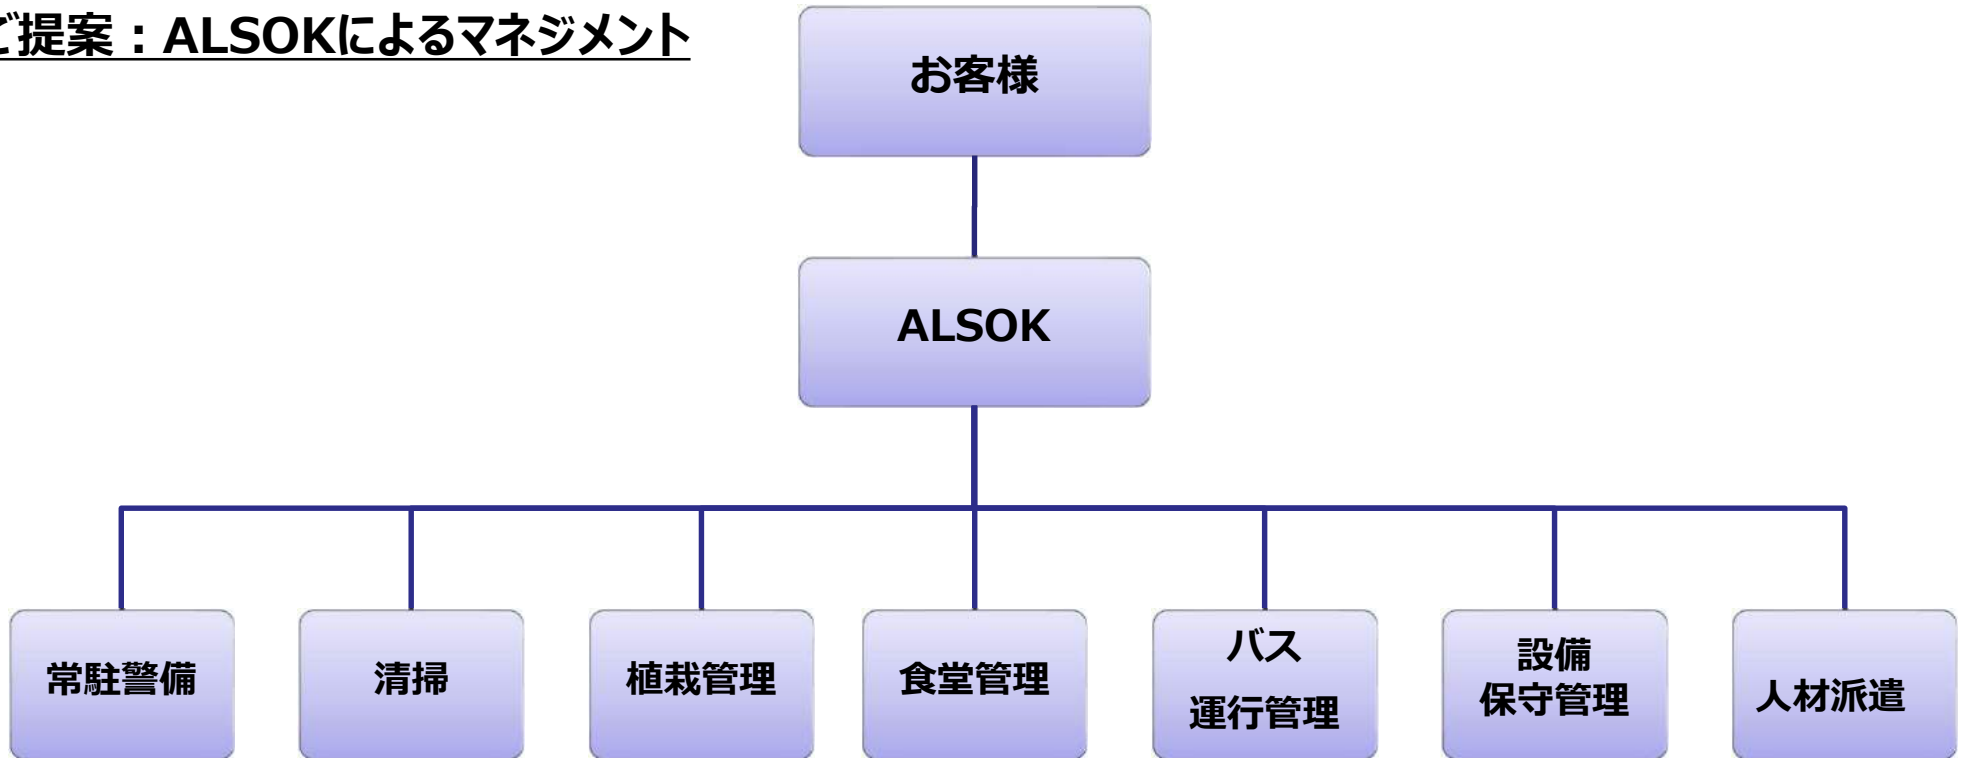 ご提案：ALSOKによるマネジメント
お客様
ALSOK
常駐警備
清掃
植栽管理
食堂管理
バス
運行管理
設備
保守管理
人材派遣